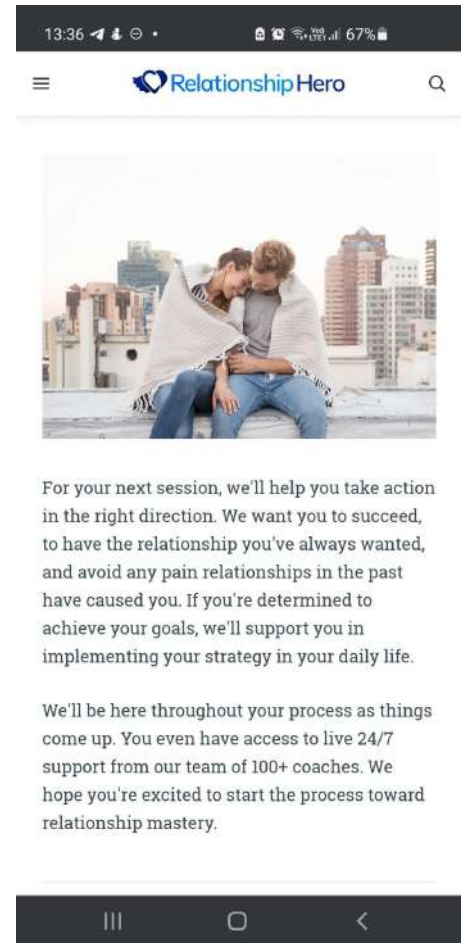 13:36
67%
Relationship Hero
For your next session, we'll help you take action
in the right direction. We want you to succeed,
to have the relationship you've always wanted,
and avoid any pain relationships in the past
have caused you. If you're determined to
achieve your goals, we'll support you in
implementing your strategy in your daily life.
We'll be here throughout your process as things
come up. You even have access to live 24/7
support from our team of 100+ coaches. We
hope you're excited to start the process toward
relationship mastery.